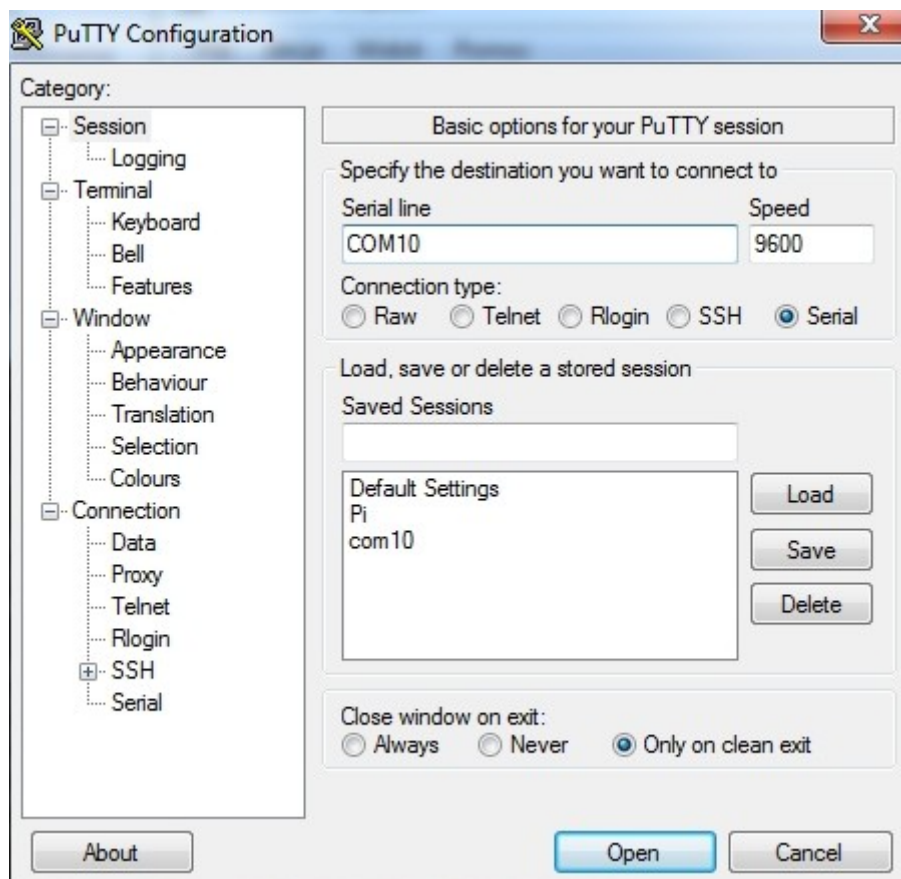 PuTTY Configuration
Category:
Session
Logging
Terminal
Keyboard
Bell
Features
Window
Appearance
Behaviour
Translation
Selection
Colours
Connection
Data
Proxy
Telnet
Rlogin
SSH
Serial
Basic options for your PuTTY session
Specify the destination you want to connect to
Serial line Speed
COM10 9600
Connection type:
Raw Telnet Rlogin SSH Serial
Load, save or delete a stored session
Saved Sessions
Default Settings
Pi
com10
Load
Save
Delete
Close window on exit:
Always Never Only on clean exit
About Open Cancel